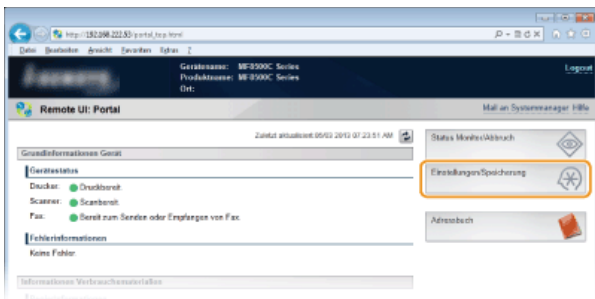 http://192.168.222.53/portal_top.html
Datei Bearbeiten Ansicht Favoriten Extras ?
Gerätename: MF8500C Series
Produktname: MF8500C Series
Ort:
Logout
Remote UI: Portal
Mail an Systemmanager Hilfe
Zuletzt aktualisiert: 06/03 2013 07:23:51 AM
Grundinformationen Gerät
Gerätestatus
Drucker: Druckbereit.
Scanner: Scanbereit.
Fax: Bereit zum Senden oder Empfangen von Fax.
Fehlerinformationen
Keine Fehler.
Informationen Verbrauchsmaterialien
Status Monitor/Abbruch
Einstellungen/Speicherung
Adressbuch